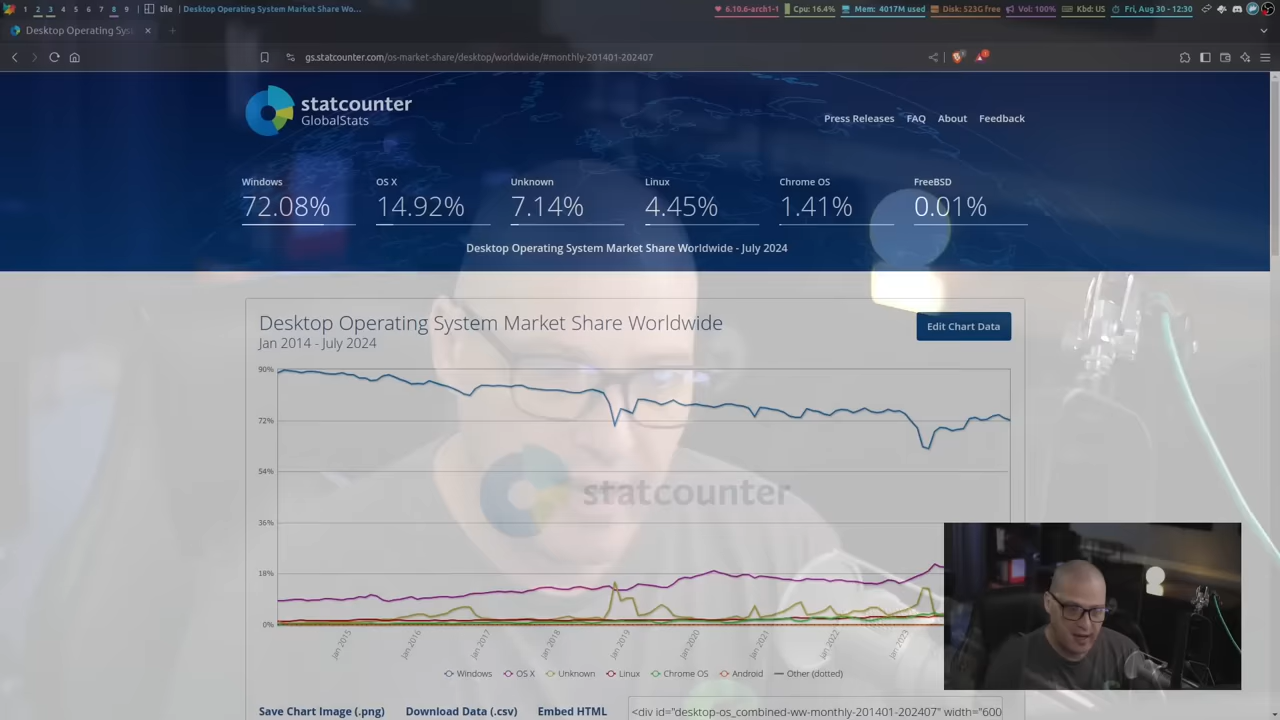 1 2 3 4 5 6 7 8 9 tile Desktop Operating System Market Share Wo... 6.10.6-arch1-1 Cpu: 16.4% Mem: 4017M used Disk: 523G free Vol: 100% Kbd: US Fri, Aug 30 - 12:30
Desktop Operating Sys
gs.statcounter.com/os-market-share/desktop/worldwide/#monthly-201401-202407
statcounter
GlobalStats
Press Releases FAQ About Feedback
Windows OS X Unknown Linux Chrome OS FreeBSD
72.08% 14.92% 7.14% 4.45% 1.41% 0.01%
Desktop Operating System Market Share Worldwide - July 2024
Desktop Operating System Market Share Worldwide
Jan 2014 - July 2024
Edit Chart Data
90%
72%
54%
statcounter
36%
18%
0%
Jan 2015 Jan 2016 Jan 2017 Jan 2018 Jan 2019 Jan 2020 Jan 2021 Jan 2022 Jan 2023
Windows OS X Unknown Linux Chrome OS Android Other (dotted)
Save Chart Image (.png) Download Data (.csv) Embed HTML <div id="desktop-os_combined-ww-monthly-201401-202407" width="600